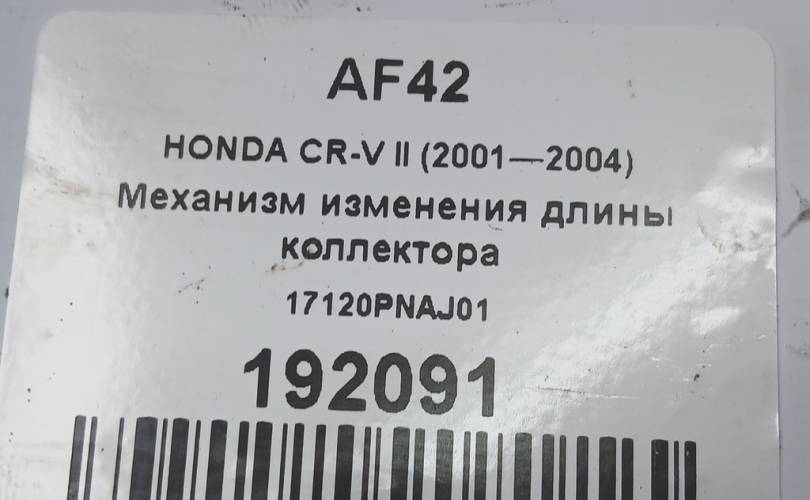 AF42
HONDA CR-V II (2001—2004)
Механизм изменения длины
коллектора
17120PNAJ01
192091